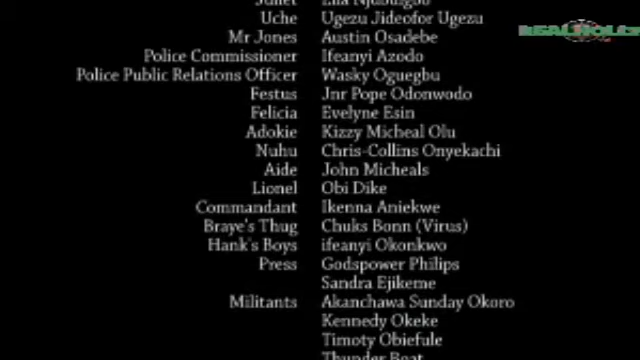 Uche Ugezu Jideofor Ugezu
Mr Jones Austin Osadebe
Police Commissioner Ifeanyi Azodo
Police Public Relations Officer Wasky Oguegbu
Festus Jnr Pope Odonwodo
Felicia Evelyne Esin
Adokie Kizzy Micheal Olu
Nuhu Chris-Collins Onyekachi
Aide John Micheals
Lionel Obi Dike
Commandant Ikenna Aniekwe
Braye's Thug Chuks Bonn (Virus)
Hank's Boys ifeanyi Okonkwo
Press Godspower Philips
Sandra Ejikeme
Militants Akanchawa Sunday Okoro
Kennedy Okeke
Timoty Obiefule
Thunder Boat